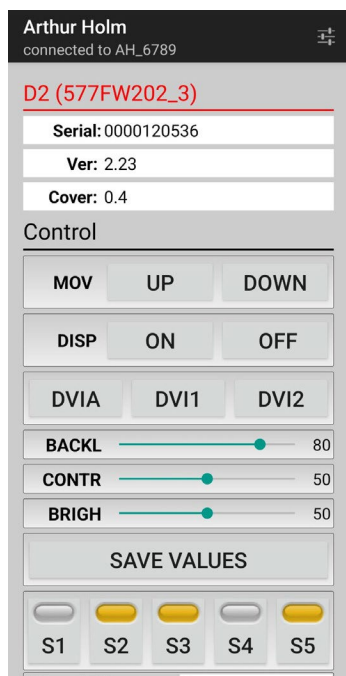 Arthur Holm
connected to AH_6789
D2 (577FW202_3)
Serial: 0000120536
Ver: 2.23
Cover: 0.4
Control
MOV UP DOWN
DISP ON OFF
DVIA DVI1 DVI2
BACKL 80
CONTR 50
BRIGH 50
SAVE VALUES
S1 S2 S3 S4 S5